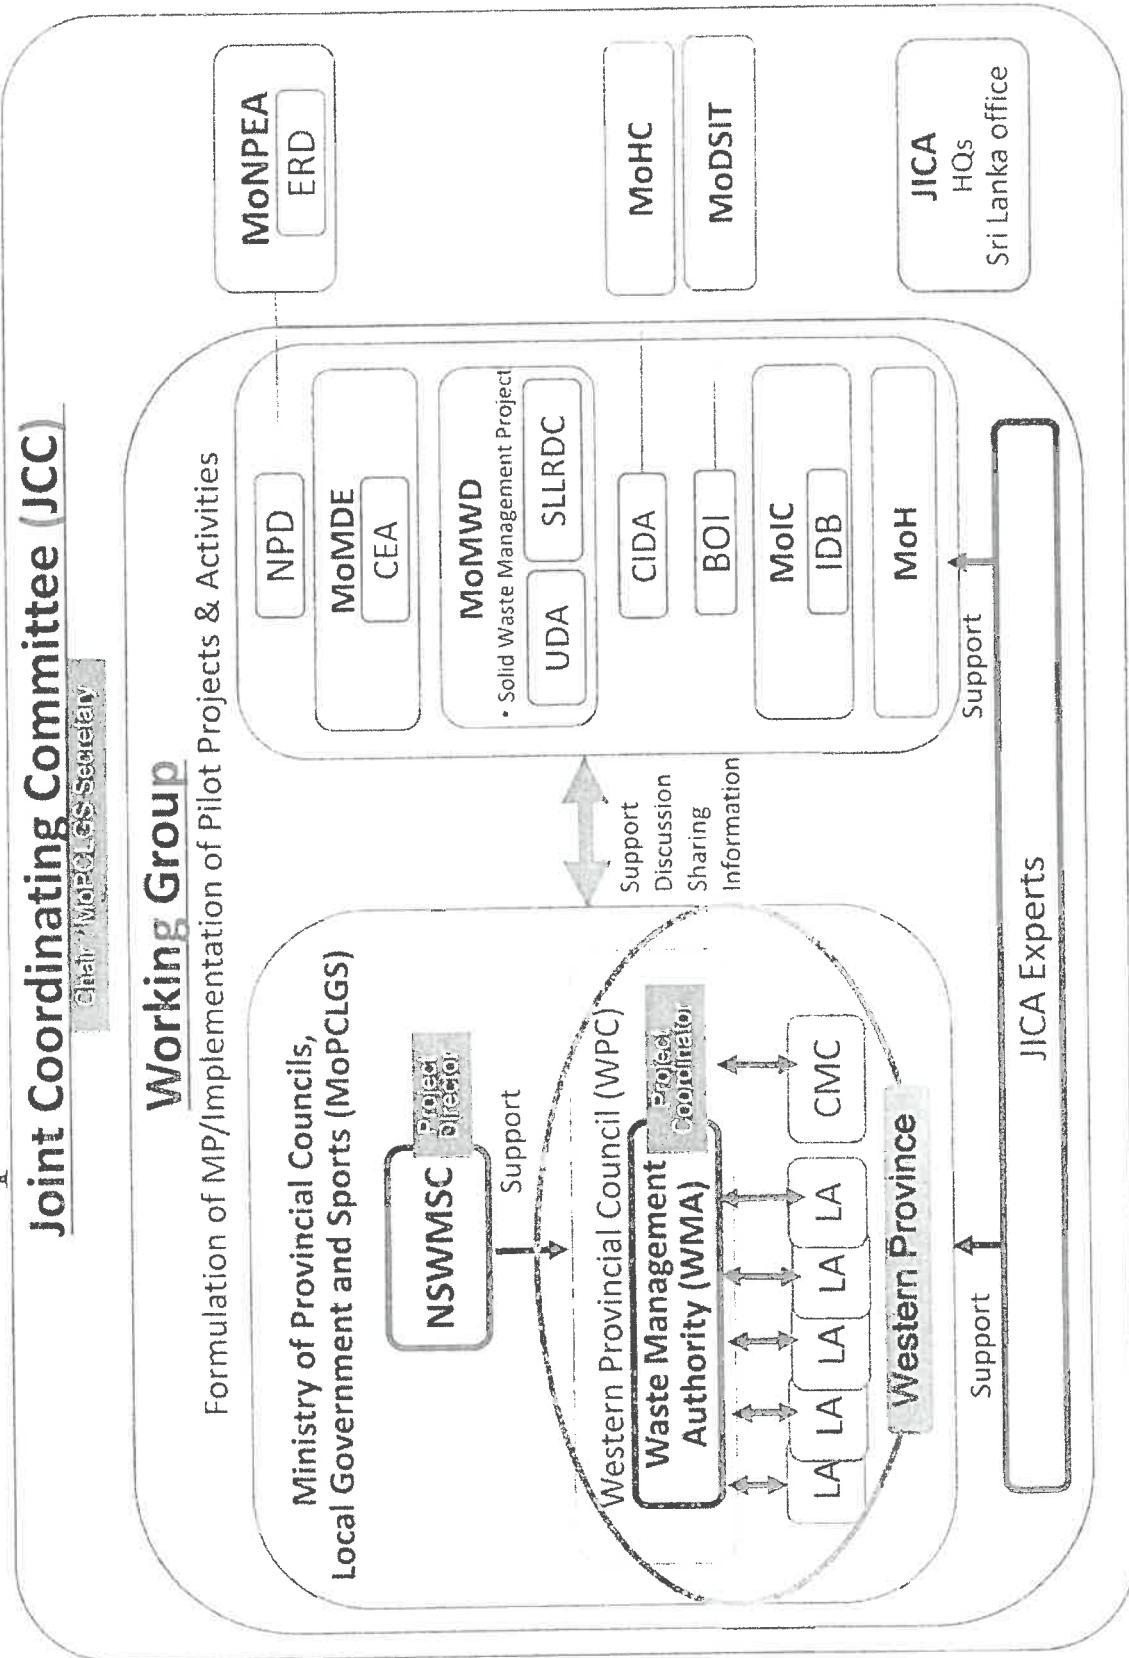 Joint Coordinating Committee (JCC)
Chair / MoPCLGS Secretary
Working Group
Formulation of MP/Implementation of Pilot Projects & Activities
Ministry of Provincial Councils,
Local Government and Sports (MoPCLGS)
NSWMSC
Project
Director
Support
Western Provincial Council (WPC)
Waste Management
Authority (WMA)
Project
Coordinator
LA
LA
LA
LA
LA
CMC
Western Province
Support
Discussion
Sharing
Information
NPD
MoMDE
CEA
MoMWD
• Solid Waste Management Project
UDA
SLLRDC
CIDA
BOI
MoIC
IDB
MoH
Support
Support
JICA Experts
MoNPEA
ERD
MoHC
MoDSIT
JICA
HQs
Sri Lanka office